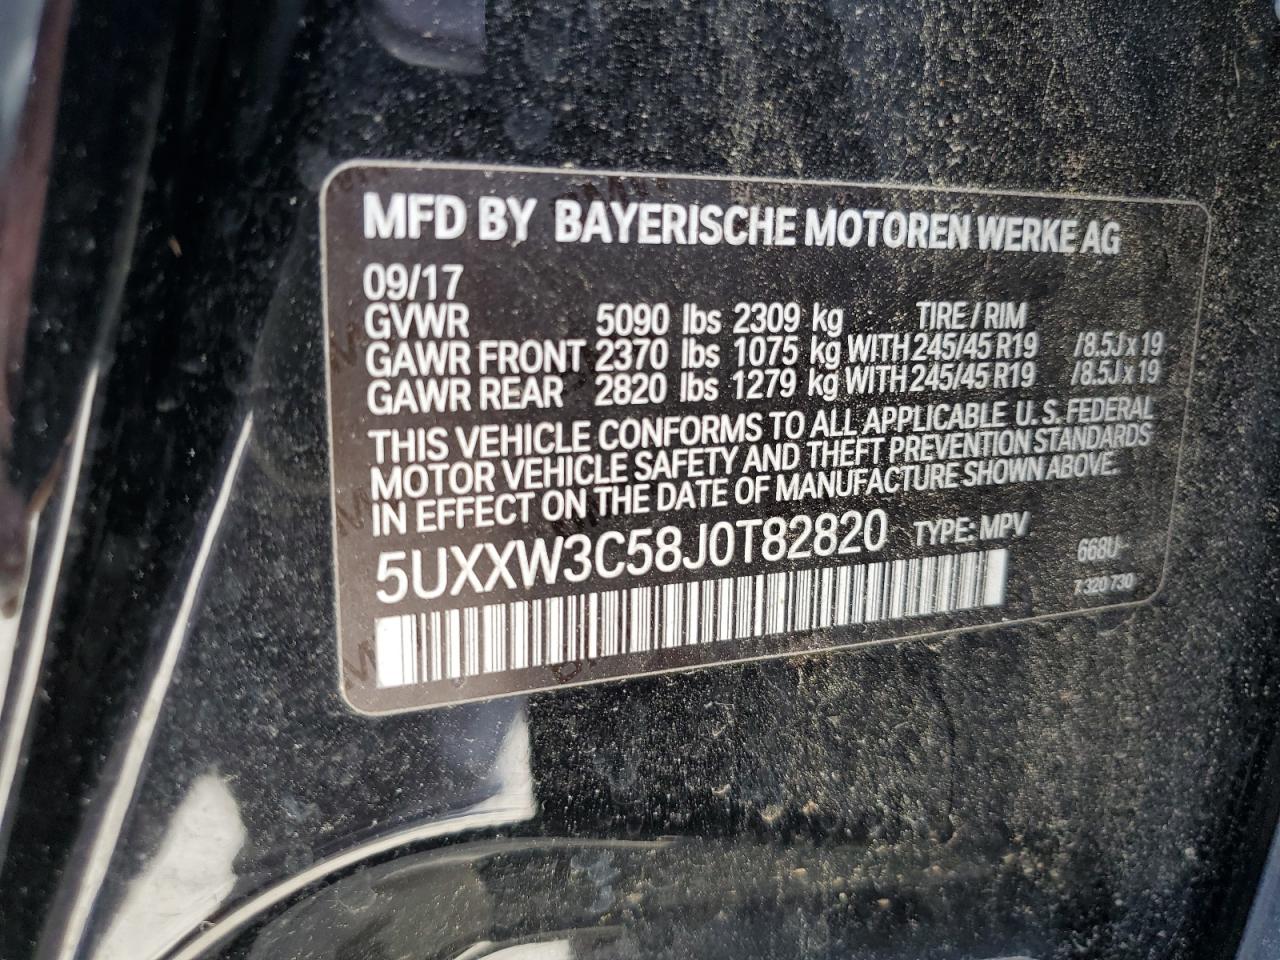 MFD BY BAYERISCHE MOTOREN WERKE AG
09/17
GVWR 5090 lbs 2309 kg TIRE / RIM
GAWR FRONT 2370 lbs 1075 kg WITH 245/45 R19 /8.5J x 19
GAWR REAR 2820 lbs 1279 kg WITH 245/45 R19 /8.5J x 19
THIS VEHICLE CONFORMS TO ALL APPLICABLE U.S. FEDERAL
MOTOR VEHICLE SAFETY AND THEFT PREVENTION STANDARDS
IN EFFECT ON THE DATE OF MANUFACTURE SHOWN ABOVE.
5UXXW3C58J0T82820 TYPE: MPV
668U
7 320 730